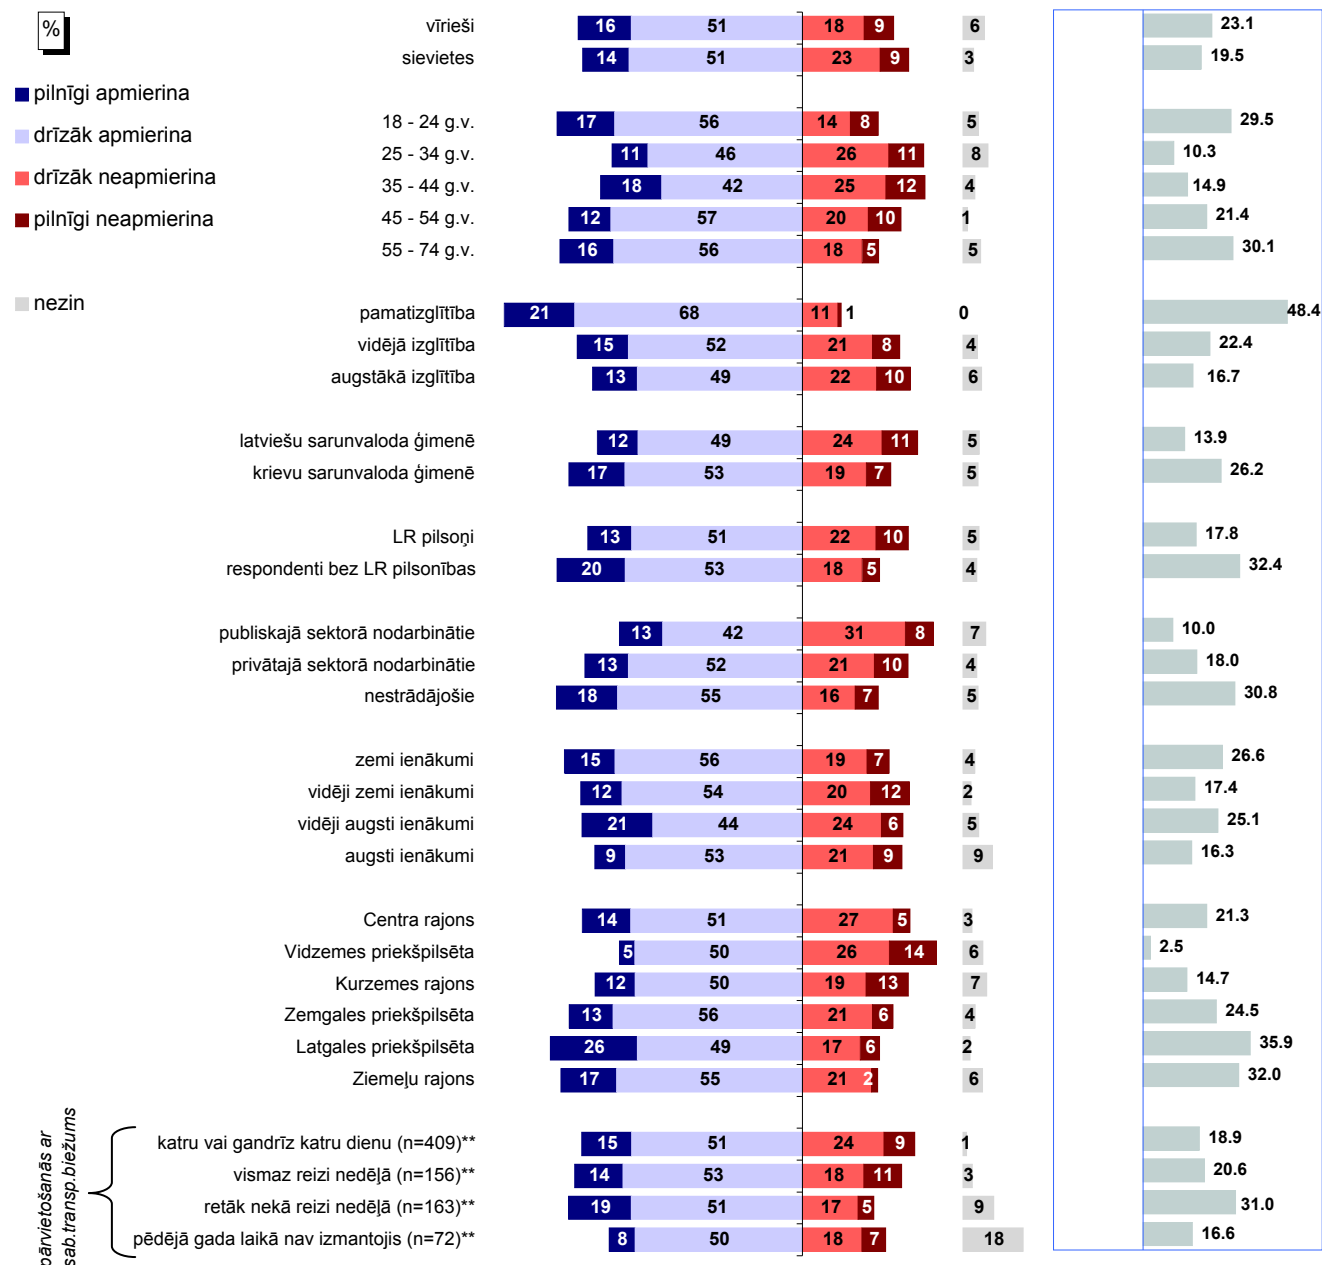 %
pilnīgi apmierina
drīzāk apmierina
drīzāk neapmierina
pilnīgi neapmierina
nezin
vīrieši 16 51 18 9 6 23.1
sievietes 14 51 23 9 3 19.5
18 - 24 g.v. 17 56 14 8 5 29.5
25 - 34 g.v. 11 46 26 11 8 10.3
35 - 44 g.v. 18 42 25 12 4 14.9
45 - 54 g.v. 12 57 20 10 1 21.4
55 - 74 g.v. 16 56 18 5 5 30.1
pamatizglītība 21 68 11 1 0 48.4
vidējā izglītība 15 52 21 8 4 22.4
augstākā izglītība 13 49 22 10 6 16.7
latviešu sarunvaloda ģimenē 12 49 24 11 5 13.9
krievu sarunvaloda ģimenē 17 53 19 7 5 26.2
LR pilsoņi 13 51 22 10 5 17.8
respondenti bez LR pilsonības 20 53 18 5 4 32.4
publiskajā sektorā nodarbinātie 13 42 31 8 7 10.0
privātajā sektorā nodarbinātie 13 52 21 10 4 18.0
nestrādājošie 18 55 16 7 5 30.8
zemi ienākumi 15 56 19 7 4 26.6
vidēji zemi ienākumi 12 54 20 12 2 17.4
vidēji augsti ienākumi 21 44 24 6 5 25.1
augsti ienākumi 9 53 21 9 9 16.3
Centra rajons 14 51 27 5 3 21.3
Vidzemes priekšpilsēta 5 50 26 14 6 2.5
Kurzemes rajons 12 50 19 13 7 14.7
Zemgales priekšpilsēta 13 56 21 6 4 24.5
Latgales priekšpilsēta 26 49 17 6 2 35.9
Ziemeļu rajons 17 55 21 2 6 32.0
pārvietošanās ar
sab.transp.biežums
katru vai gandrīz katru dienu (n=409)** 15 51 24 9 1 18.9
vismaz reizi nedēļā (n=156)** 14 53 18 11 3 20.6
retāk nekā reizi nedēļā (n=163)** 19 51 17 5 9 31.0
pēdējā gada laikā nav izmantojis (n=72)** 8 50 18 7 18 16.6